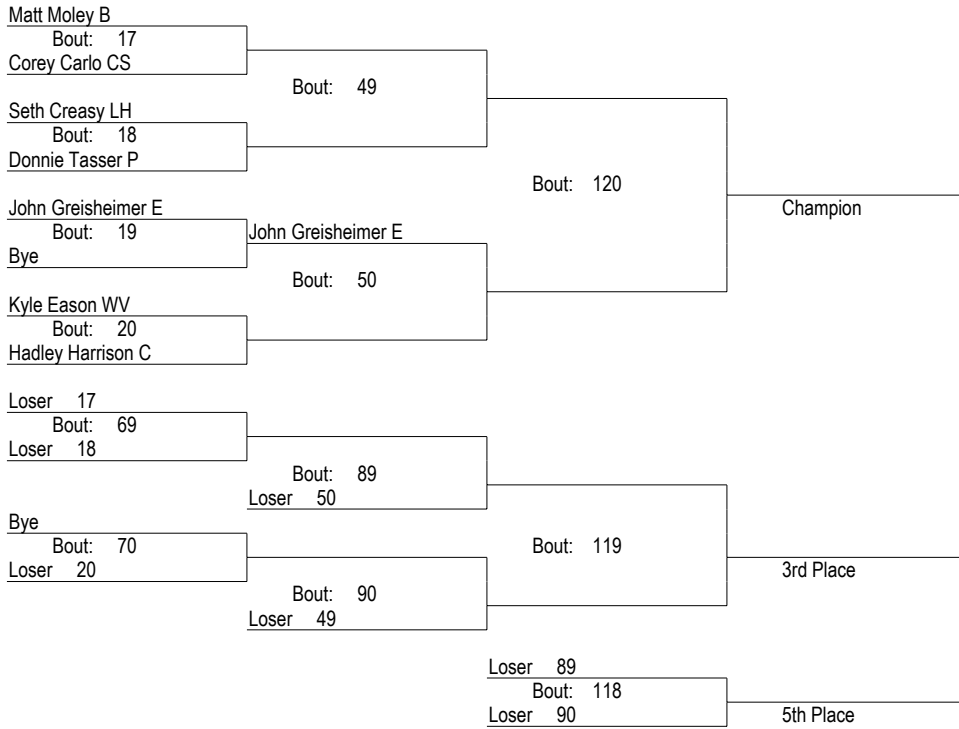 Matt Moley B
Bout: 17
Corey Carlo CS
Bout: 49
Seth Creasy LH
Bout: 18
Donnie Tasser P
Bout: 120
Champion
John Greisheimer E
Bout: 19
Bye
John Greisheimer E
Bout: 50
Kyle Eason WV
Bout: 20
Hadley Harrison C
Loser 17
Bout: 69
Loser 18
Bout: 89
Loser 50
Bye
Bout: 70
Loser 20
Bout: 119
3rd Place
Bout: 90
Loser 49
Loser 89
Bout: 118
Loser 90
5th Place